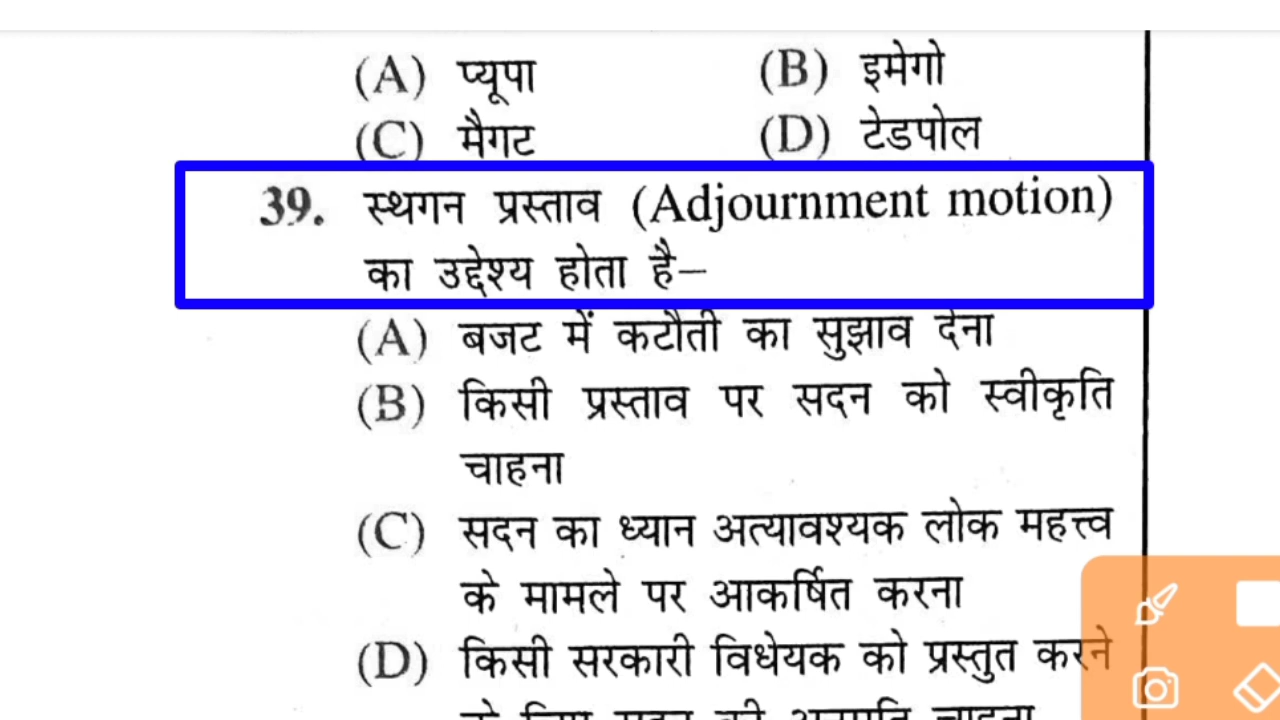 (A) प्यूपा (B) इमेगो
(C) मैगट (D) टेडपोल
39. स्थगन प्रस्ताव (Adjournment motion)
का उद्देश्य होता है–
(A) बजट में कटौती का सुझाव देना
(B) किसी प्रस्ताव पर सदन को स्वीकृति
चाहना
(C) सदन का ध्यान अत्यावश्यक लोक महत्त्व
के मामले पर आकर्षित करना
(D) किसी सरकारी विधेयक को प्रस्तुत करने